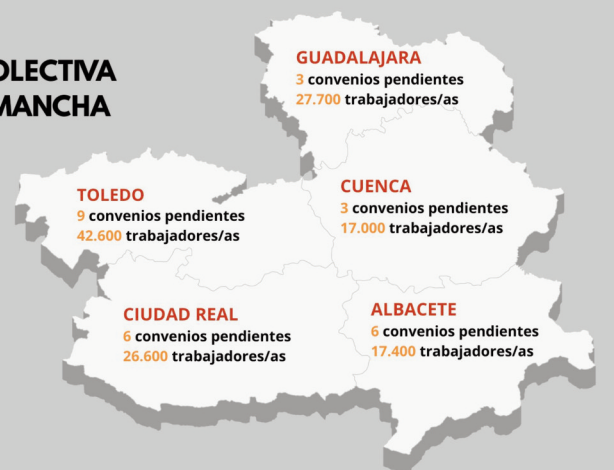 OLECTIVA
MANCHA
GUADALAJARA
3 convenios pendientes
27.700 trabajadores/as
TOLEDO
9 convenios pendientes
42.600 trabajadores/as
CUENCA
3 convenios pendientes
17.000 trabajadores/as
CIUDAD REAL
6 convenios pendientes
26.600 trabajadores/as
ALBACETE
6 convenios pendientes
17.400 trabajadores/as